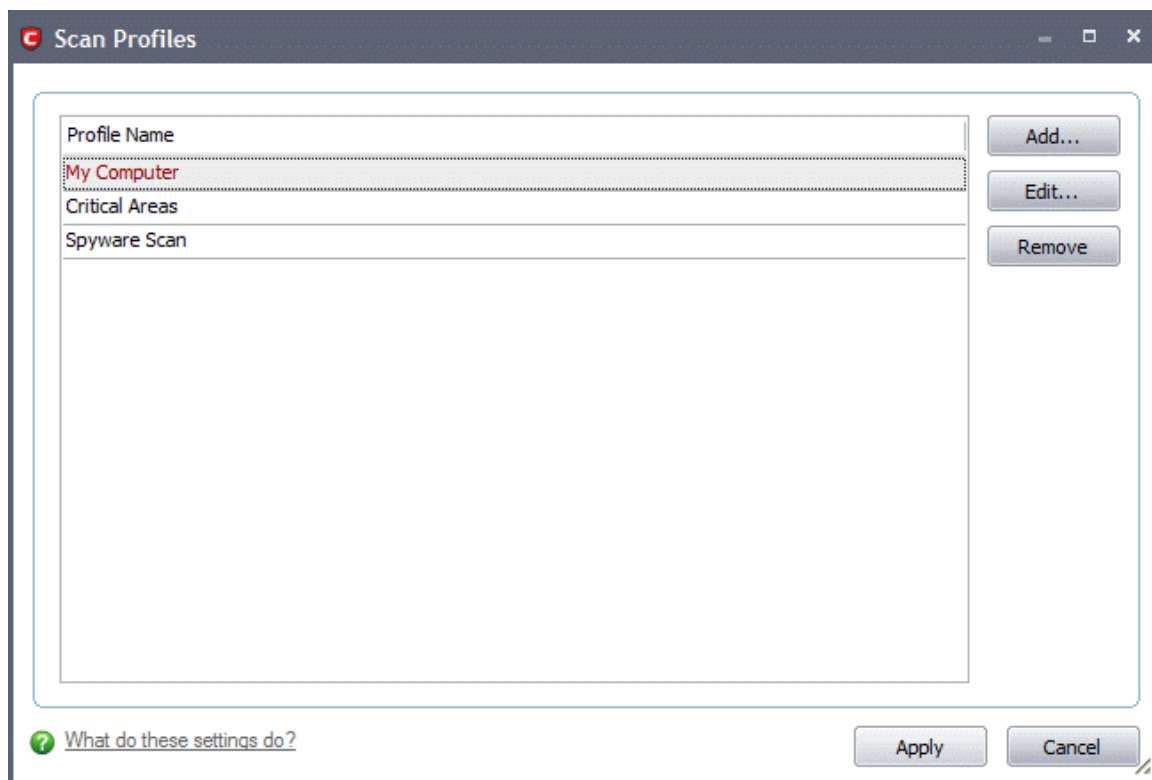 Scan Profiles
Profile Name
My Computer
Critical Areas
Spyware Scan
Add...
Edit...
Remove
What do these settings do?
Apply
Cancel